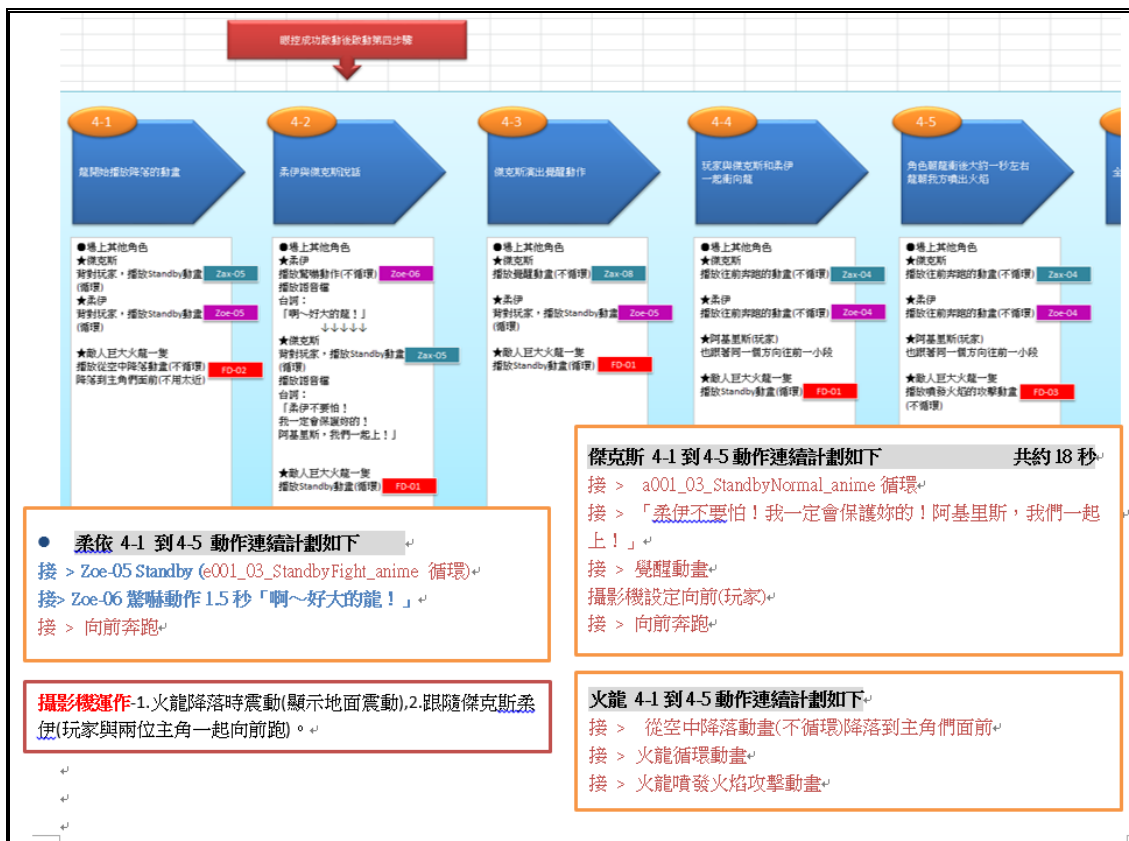 眼控成功啟動後啟動第四步驟
4-1
龍開始播放降落的動畫
4-2
柔伊與傑克斯說話
4-3
傑克斯演出覺醒動作
4-4
玩家與傑克斯和柔伊
一起衝向龍
4-5
角色朝龍衝後大約一秒左右
龍朝我方噴出火焰
全
●場上其他角色
★傑克斯
背對玩家，播放Standby動畫 Zax-05
(循環)
★柔伊
背對玩家，播放Standby動畫 Zoe-05
(循環)
★敵人巨大火龍一隻
播放從空中降落動畫(不循環) FD-02
降落到主角們面前(不用太近)
●場上其他角色
★柔伊
播放驚嚇動作(不循環) Zoe-06
播放語音檔
台詞：
「啊～好大的龍！」
↓↓↓↓↓
★傑克斯
背對玩家，播放Standby動畫 Zax-05
(循環)
播放語音檔
台詞：
「柔伊不要怕！
我一定會保護妳的！
阿基里斯，我們一起上！」
★敵人巨大火龍一隻
播放Standby動畫(循環) FD-01
●場上其他角色
★傑克斯
播放覺醒動畫(不循環) Zax-08
★柔伊
背對玩家，播放Standby動畫 Zoe-05
(循環)
★敵人巨大火龍一隻
播放Standby動畫(循環) FD-01
●場上其他角色
★傑克斯
播放往前奔跑的動畫(不循環) Zax-04
★柔伊
播放往前奔跑的動畫(不循環) Zoe-04
★阿基里斯(玩家)
也跟著同一個方向往前一小段
★敵人巨大火龍一隻
播放Standby動畫(循環) FD-01
●場上其他角色
★傑克斯
播放往前奔跑的動畫(不循環) Zax-04
★柔伊
播放往前奔跑的動畫(不循環) Zoe-04
★阿基里斯(玩家)
也跟著同一個方向往前一小段
★敵人巨大火龍一隻
播放噴發火焰的攻擊動畫 FD-03
(不循環)
● 柔依 4-1 到 4-5 動作連續計劃如下
接 > Zoe-05 Standby (e001_03_StandbyFight_anime 循環)
接> Zoe-06 驚嚇動作 1.5 秒「啊～好大的龍！」
接 > 向前奔跑
傑克斯 4-1 到 4-5 動作連續計劃如下 共約 18 秒
接 > a001_03_StandbyNormal_anime 循環
接 > 「柔伊不要怕！我一定會保護妳的！阿基里斯，我們一起
上！」
接 > 覺醒動畫
攝影機設定向前(玩家)
接 > 向前奔跑
攝影機運作-1.火龍降落時震動(顯示地面震動),2.跟隨傑克斯柔
伊(玩家與兩位主角一起向前跑)。
火龍 4-1 到 4-5 動作連續計劃如下
接 > 從空中降落動畫(不循環)降落到主角們面前
接 > 火龍循環動畫
接 > 火龍噴發火焰攻擊動畫